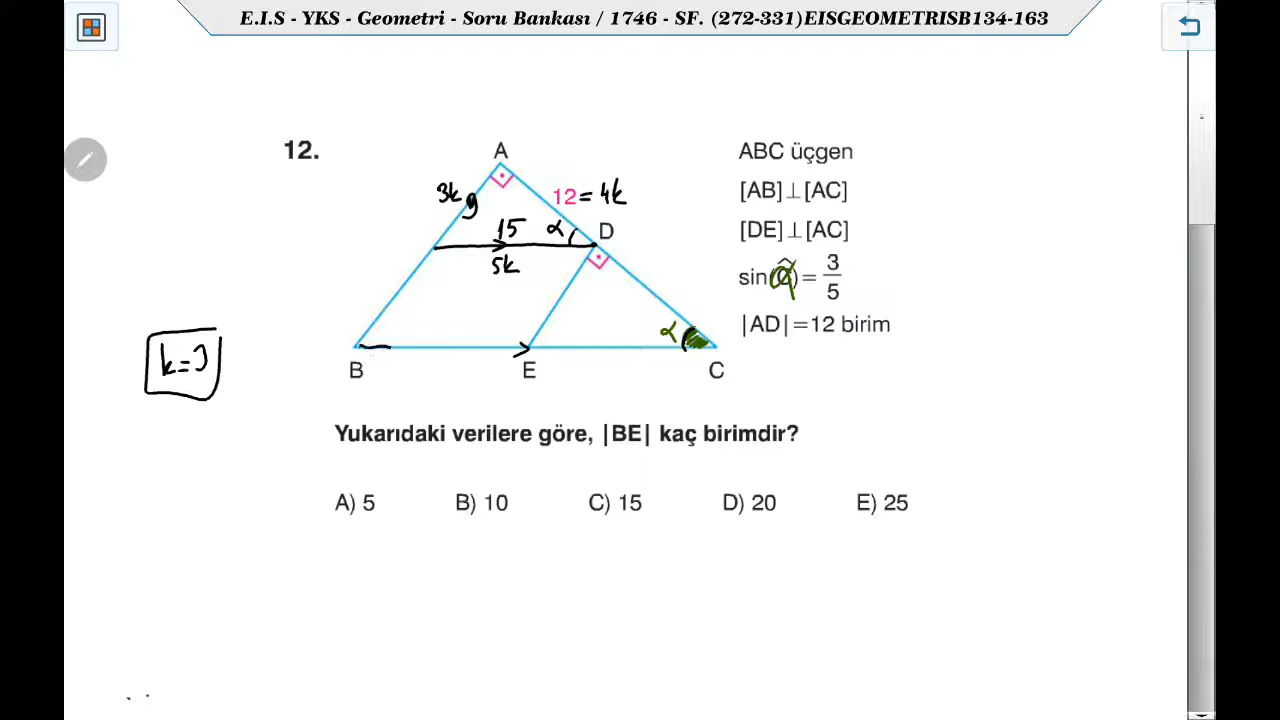 E.I.S - YKS - Geometri - Soru Bankası / 1746 - SF. (272-331)EISGEOMETRISB134-163
12.
A
3k 9
12 = 4k
15
α
D
5k
α
B
E
C
k=3
ABC üçgen
[AB]⊥[AC]
[DE]⊥[AC]
sin(α) = 3/5
|AD|=12 birim
Yukarıdaki verilere göre, |BE| kaç birimdir?
A) 5 B) 10 C) 15 D) 20 E) 25